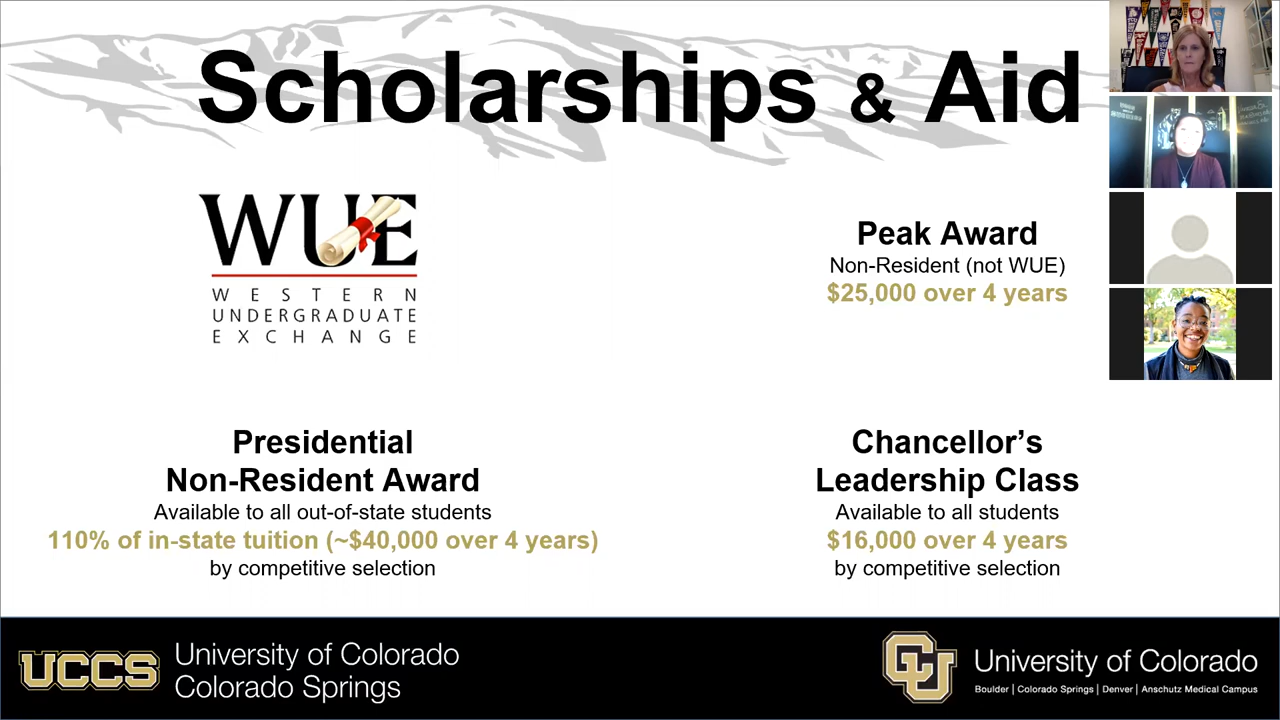 Scholarships & Aid
WUE
WESTERN
UNDERGRADUATE
EXCHANGE
Peak Award
Non-Resident (not WUE)
$25,000 over 4 years
Presidential
Non-Resident Award
Available to all out-of-state students
110% of in-state tuition (~$40,000 over 4 years)
by competitive selection
Chancellor’s
Leadership Class
Available to all students
$16,000 over 4 years
by competitive selection
UCCS
University of Colorado
Colorado Springs
CU
University of Colorado
Boulder | Colorado Springs | Denver | Anschutz Medical Campus